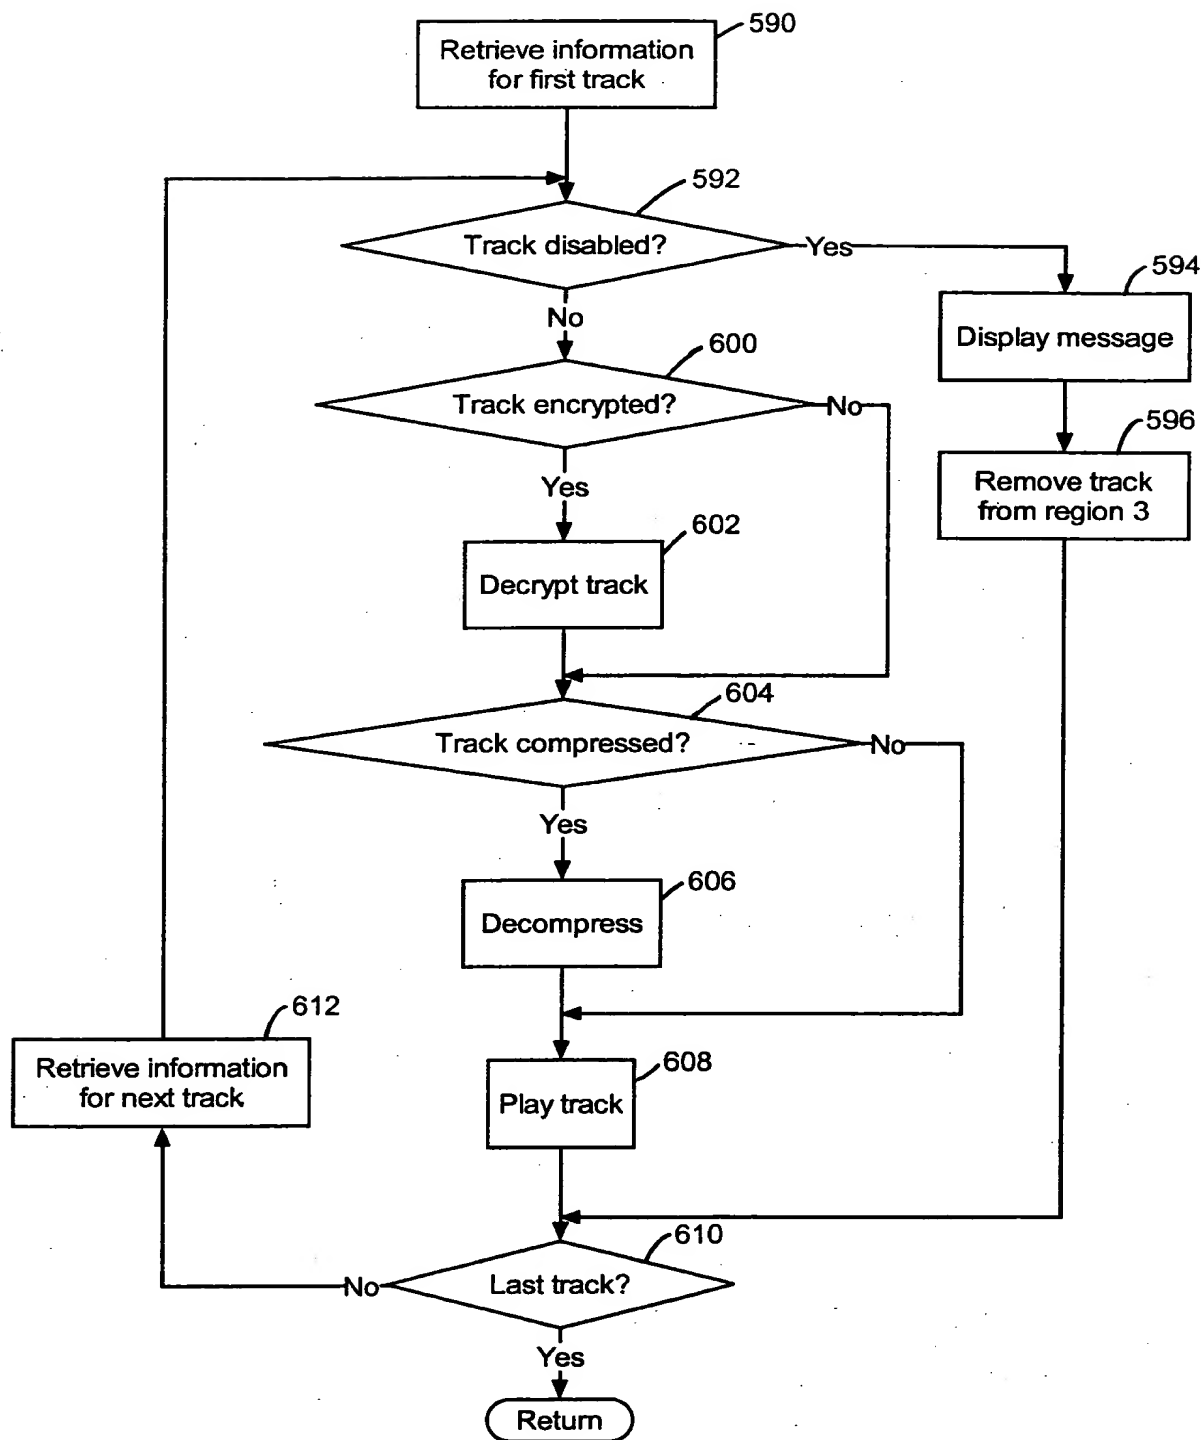 590
Retrieve information
for first track
592
Track disabled?
Yes
594
Display message
No
600
Track encrypted?
No
596
Remove track
from region 3
Yes
602
Decrypt track
604
Track compressed?
No
Yes
606
Decompress
612
Retrieve information
for next track
608
Play track
610
Last track?
No
Yes
Return